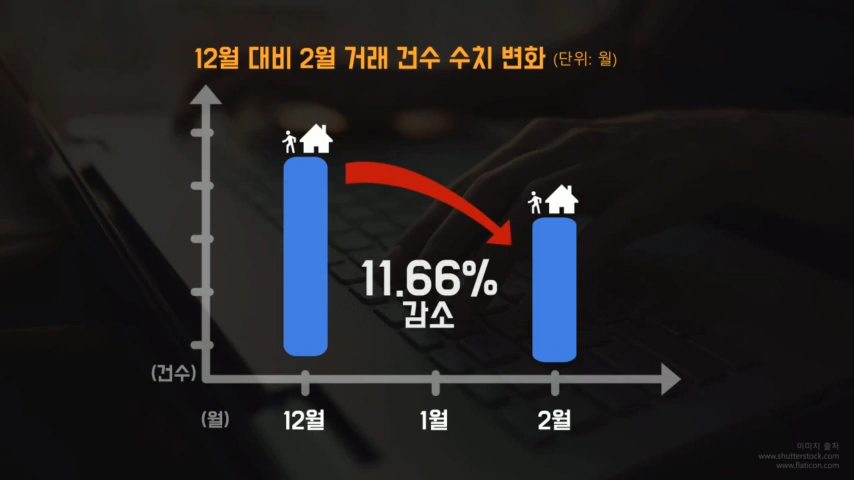 12월 대비 2월 거래 건수 수치 변화 (단위: 월)
11.66%
감소
(건수)
(월) 12월 1월 2월
이미지 출처
www.shutterstock.com
www.flaticon.com